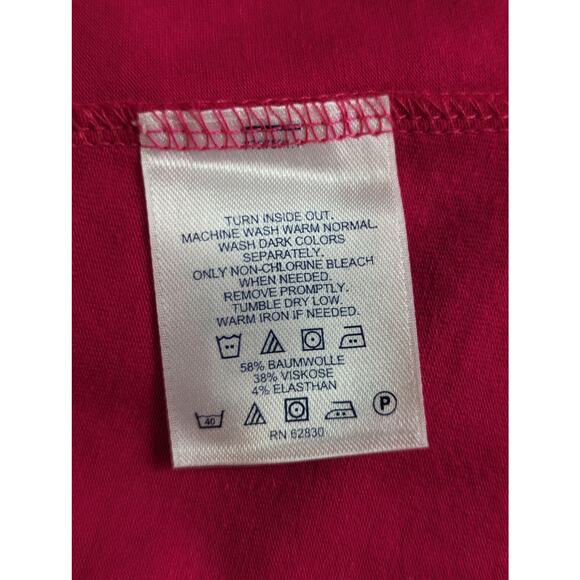 TURN INSIDE OUT.
MACHINE WASH WARM NORMAL.
WASH DARK COLORS
SEPARATELY.
ONLY NON-CHLORINE BLEACH
WHEN NEEDED.
REMOVE PROMPTLY.
TUMBLE DRY LOW.
WARM IRON IF NEEDED.
58% BAUMWOLLE
38% VISKOSE
4% ELASTHAN
40 P
RN 62830